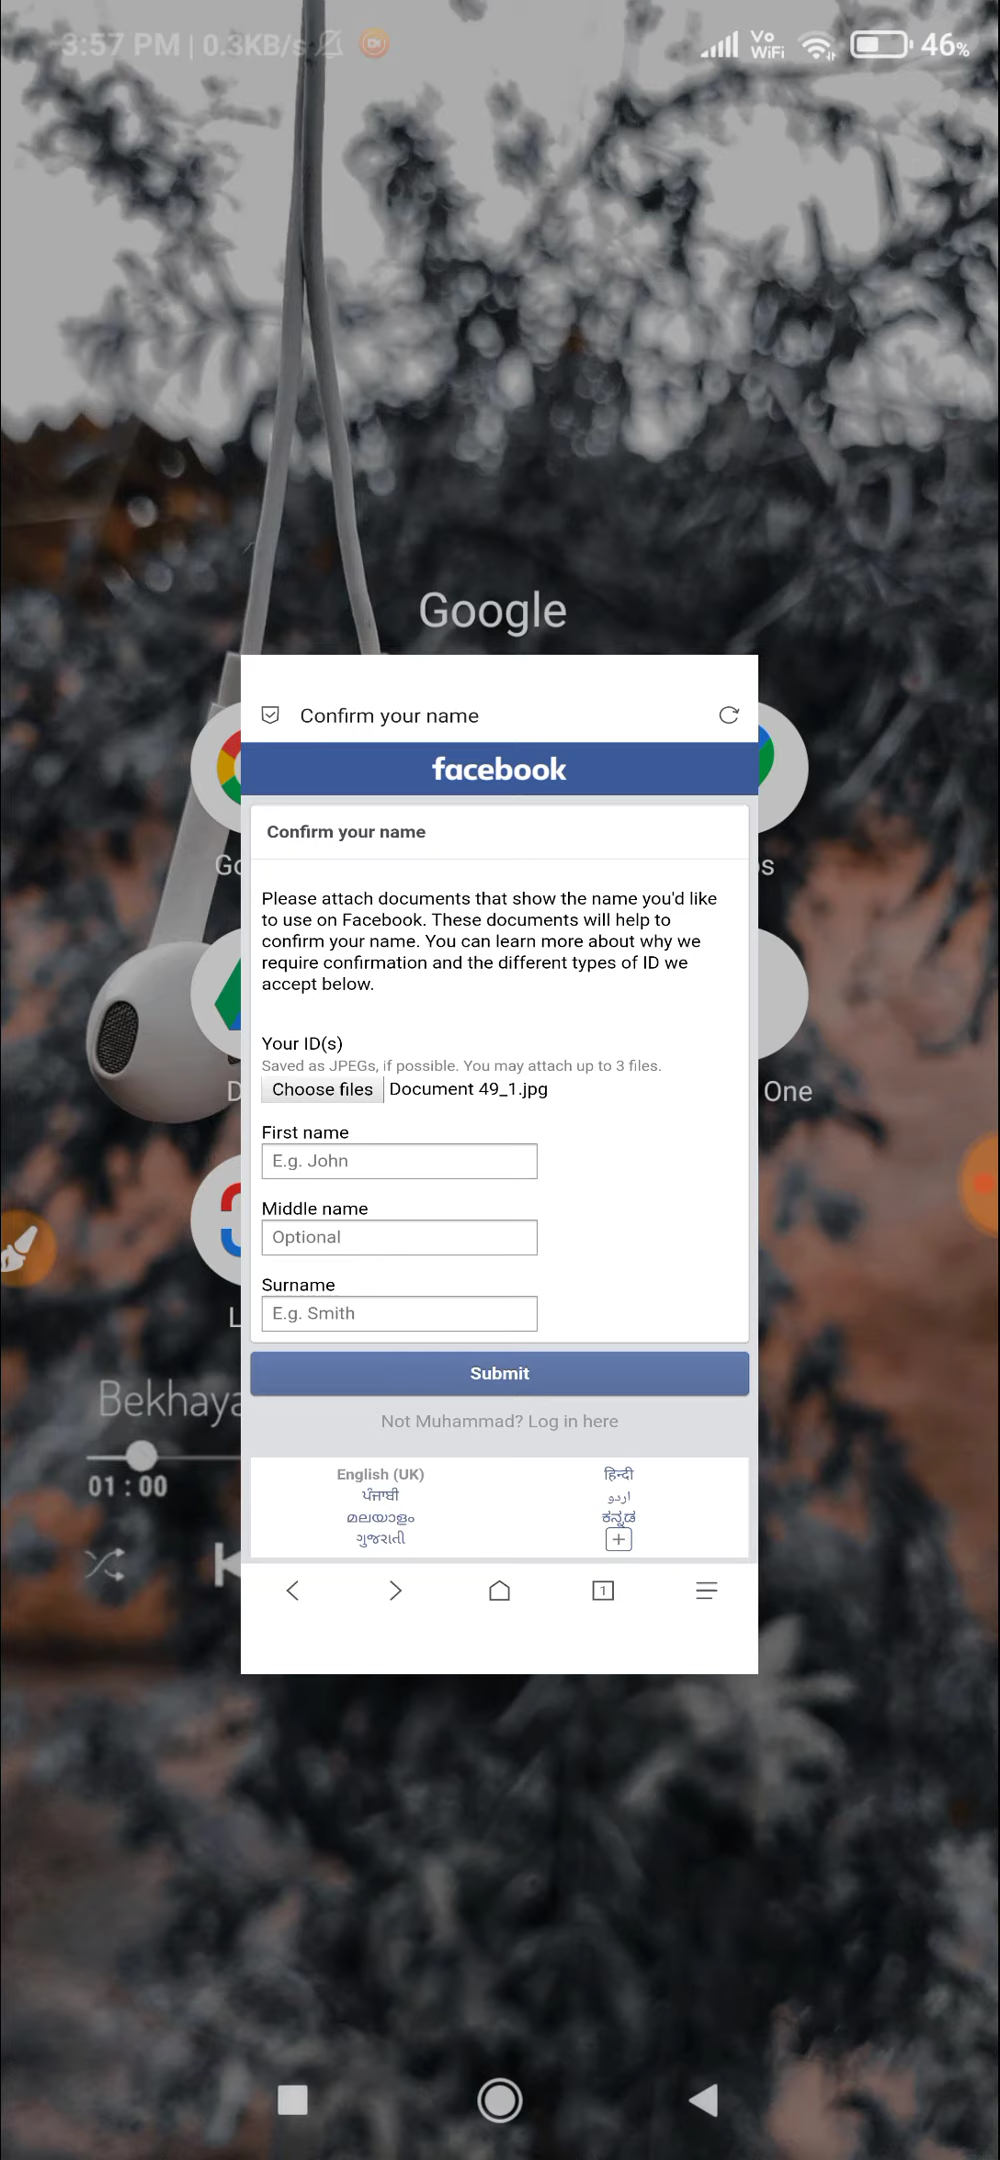 3:57 PM | 0.3KB/s
Vo
WiFi
46%
Google
Confirm your name
facebook
Confirm your name
Please attach documents that show the name you'd like
to use on Facebook. These documents will help to
confirm your name. You can learn more about why we
require confirmation and the different types of ID we
accept below.
Your ID(s)
Saved as JPEGs, if possible. You may attach up to 3 files.
Choose files Document 49_1.jpg
One
First name
E.g. John
Middle name
Optional
Surname
E.g. Smith
Submit
Not Muhammad? Log in here
01 : 00
English (UK) हिन्दी
ਪੰਜਾਬੀ اردو
മലയാളം ಕನ್ನಡ
ગુજરાતી
1